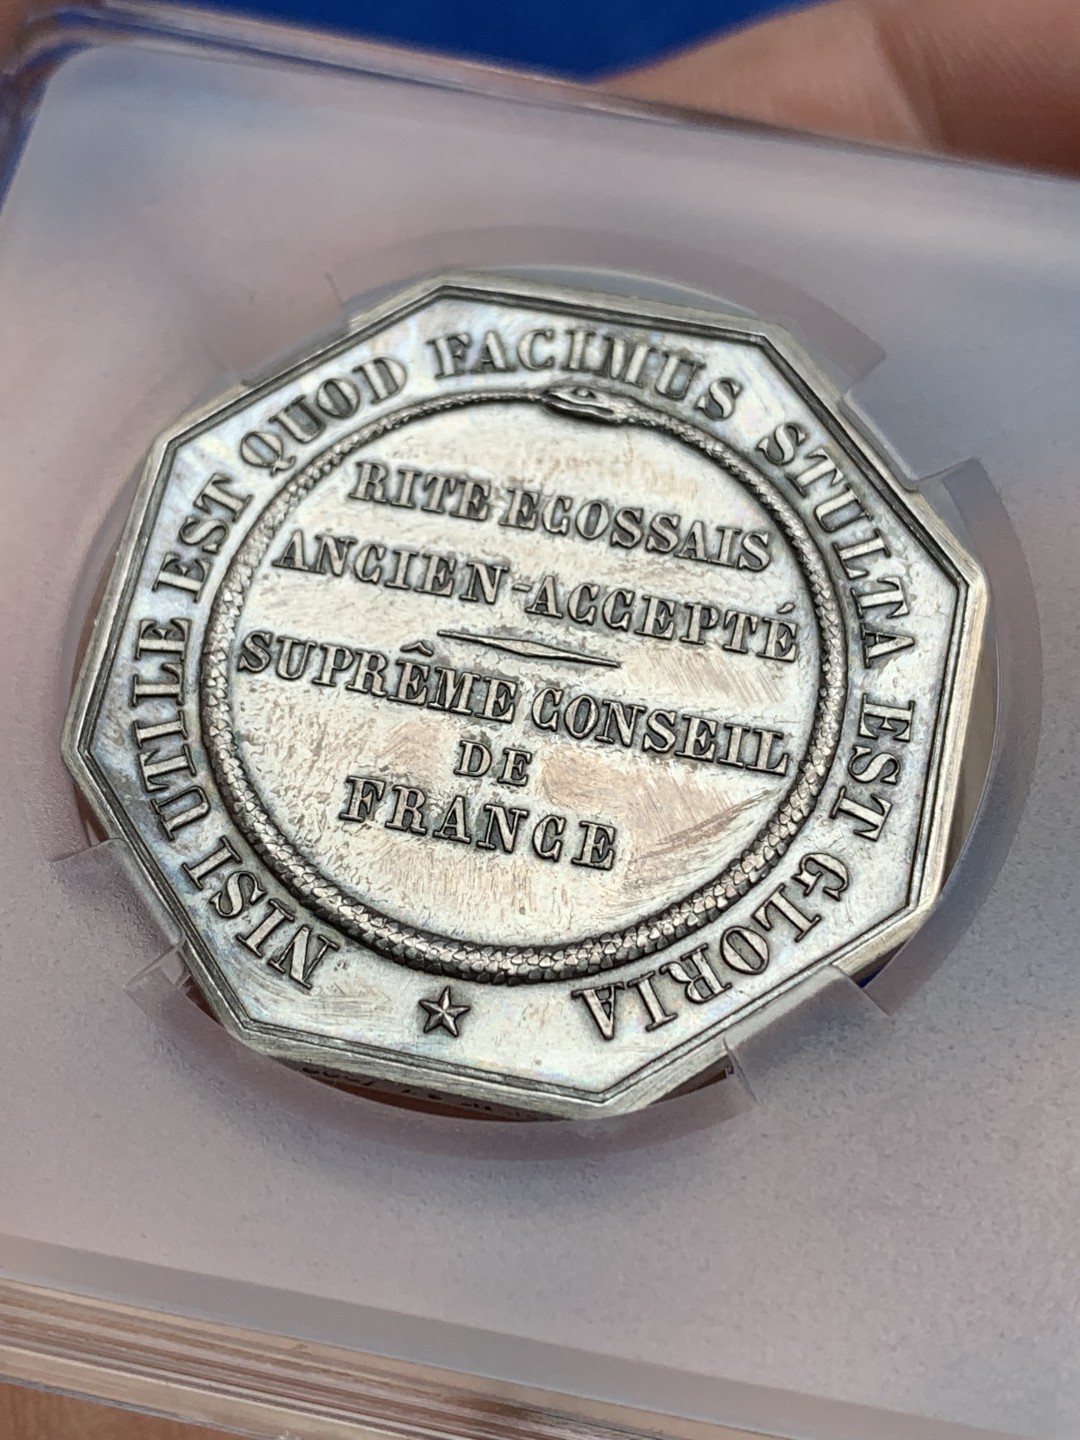 NISI UTILE EST QUOD FACIMUS STULTA EST GLORIA
RITE ECOSSAIS
ANCIEN-ACCEPTÉ
SUPRÊME CONSEIL
DE
FRANCE